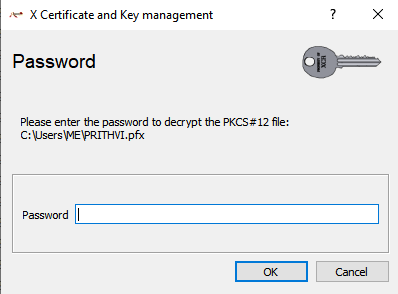 X Certificate and Key management
?
Password
Please enter the password to decrypt the PKCS#12 file:
C:\Users\ME\PRITHVI.pfx
Password
OK
Cancel